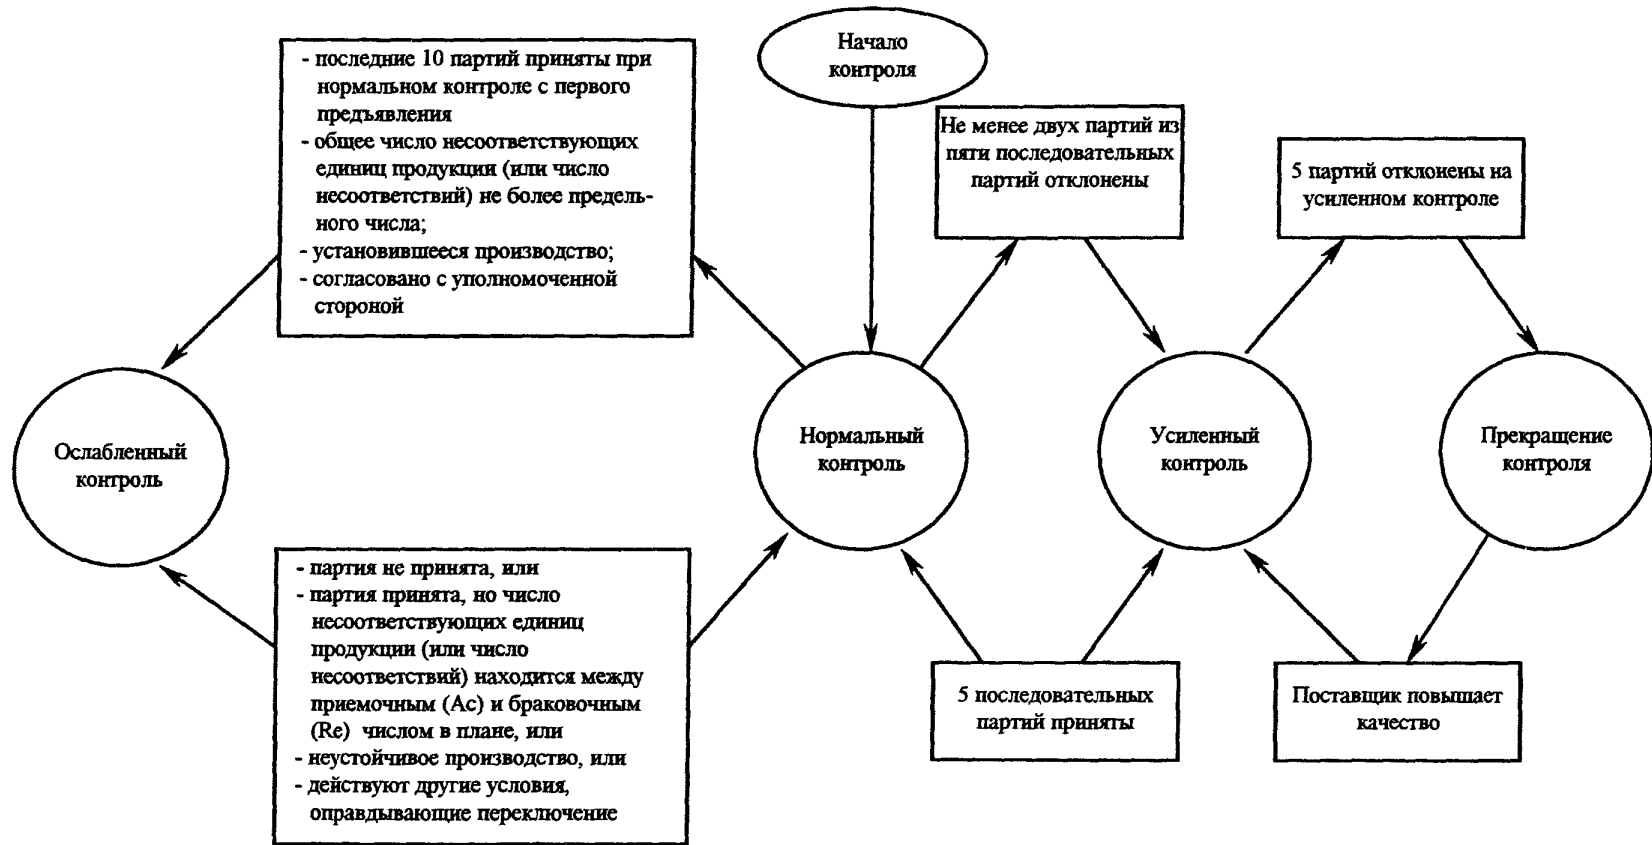 Начало
контроля
- последние 10 партий приняты при
нормальном контроле с первого
предъявления
- общее число несоответствующих
единиц продукции (или число
несоответствий) не более предель-
ного числа;
- установившееся производство;
- согласовано с уполномоченной
стороной
Не менее двух партий из
пяти последовательных
партий отклонены
5 партий отклонены на
усиленном контроле
Ослабленный
контроль
Нормальный
контроль
Усиленный
контроль
Прекращение
контроля
- партия не принята, или
- партия принята, но число
несоответствующих единиц
продукции (или число
несоответствий) находится между
приемочным (Ac) и браковочным
(Re) числом в плане, или
- неустойчивое производство, или
- действуют другие условия,
оправдывающие переключение
5 последовательных
партий приняты
Поставщик повышает
качество